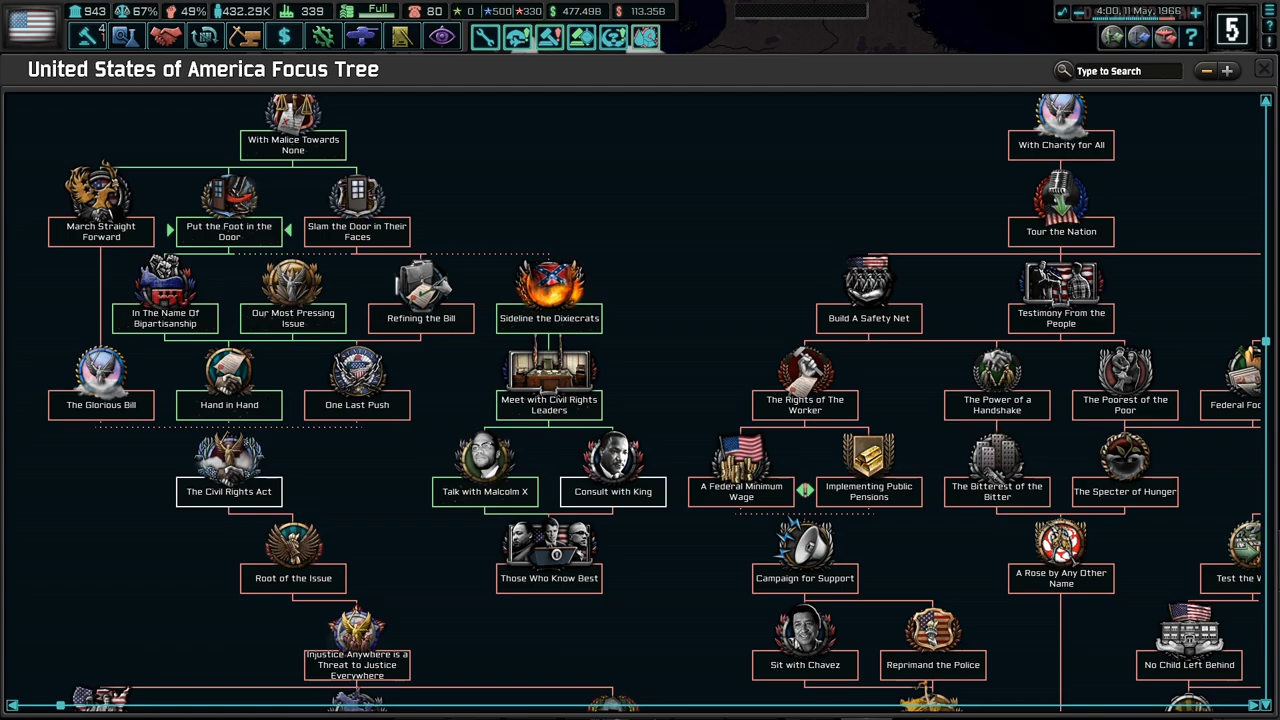 943 67% 49% 432.29K 339 Full 80 0 *500 *330 $ 477.49B $ 113.35B
4:00, 11 May, 1966
5
4
?
United States of America Focus Tree
Type to Search
With Malice Towards
None
With Charity for All
March Straight
Forward
Put the Foot in the
Door
Slam the Door in Their
Faces
Tour the Nation
In The Name Of
Bipartisanship
Our Most Pressing
Issue
Refining the Bill
Sideline the Dixiecrats
Build A Safety Net
Testimony From the
People
The Glorious Bill
Hand in Hand
One Last Push
Meet with Civil Rights
Leaders
The Rights of The
Worker
The Power of a
Handshake
The Poorest of the
Poor
Federal Foo
The Civil Rights Act
Talk with Malcolm X
Consult with King
A Federal Minimum
Wage
Implementing Public
Pensions
The Bitterest of the
Bitter
The Specter of Hunger
Root of the Issue
Those Who Know Best
Campaign for Support
A Rose by Any Other
Name
Test the W
Injustice Anywhere is a
Threat to Justice
Everywhere
Sit with Chavez
Reprimand the Police
No Child Left Behind